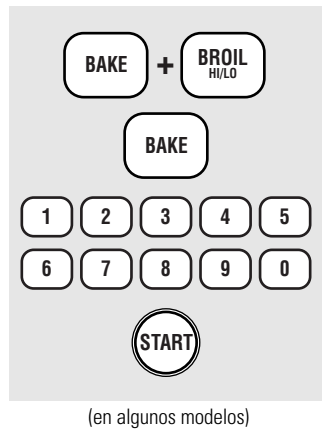 BAKE + BROIL
HI/LO
BAKE
1 2 3 4 5
6 7 8 9 0
START
(en algunos modelos)